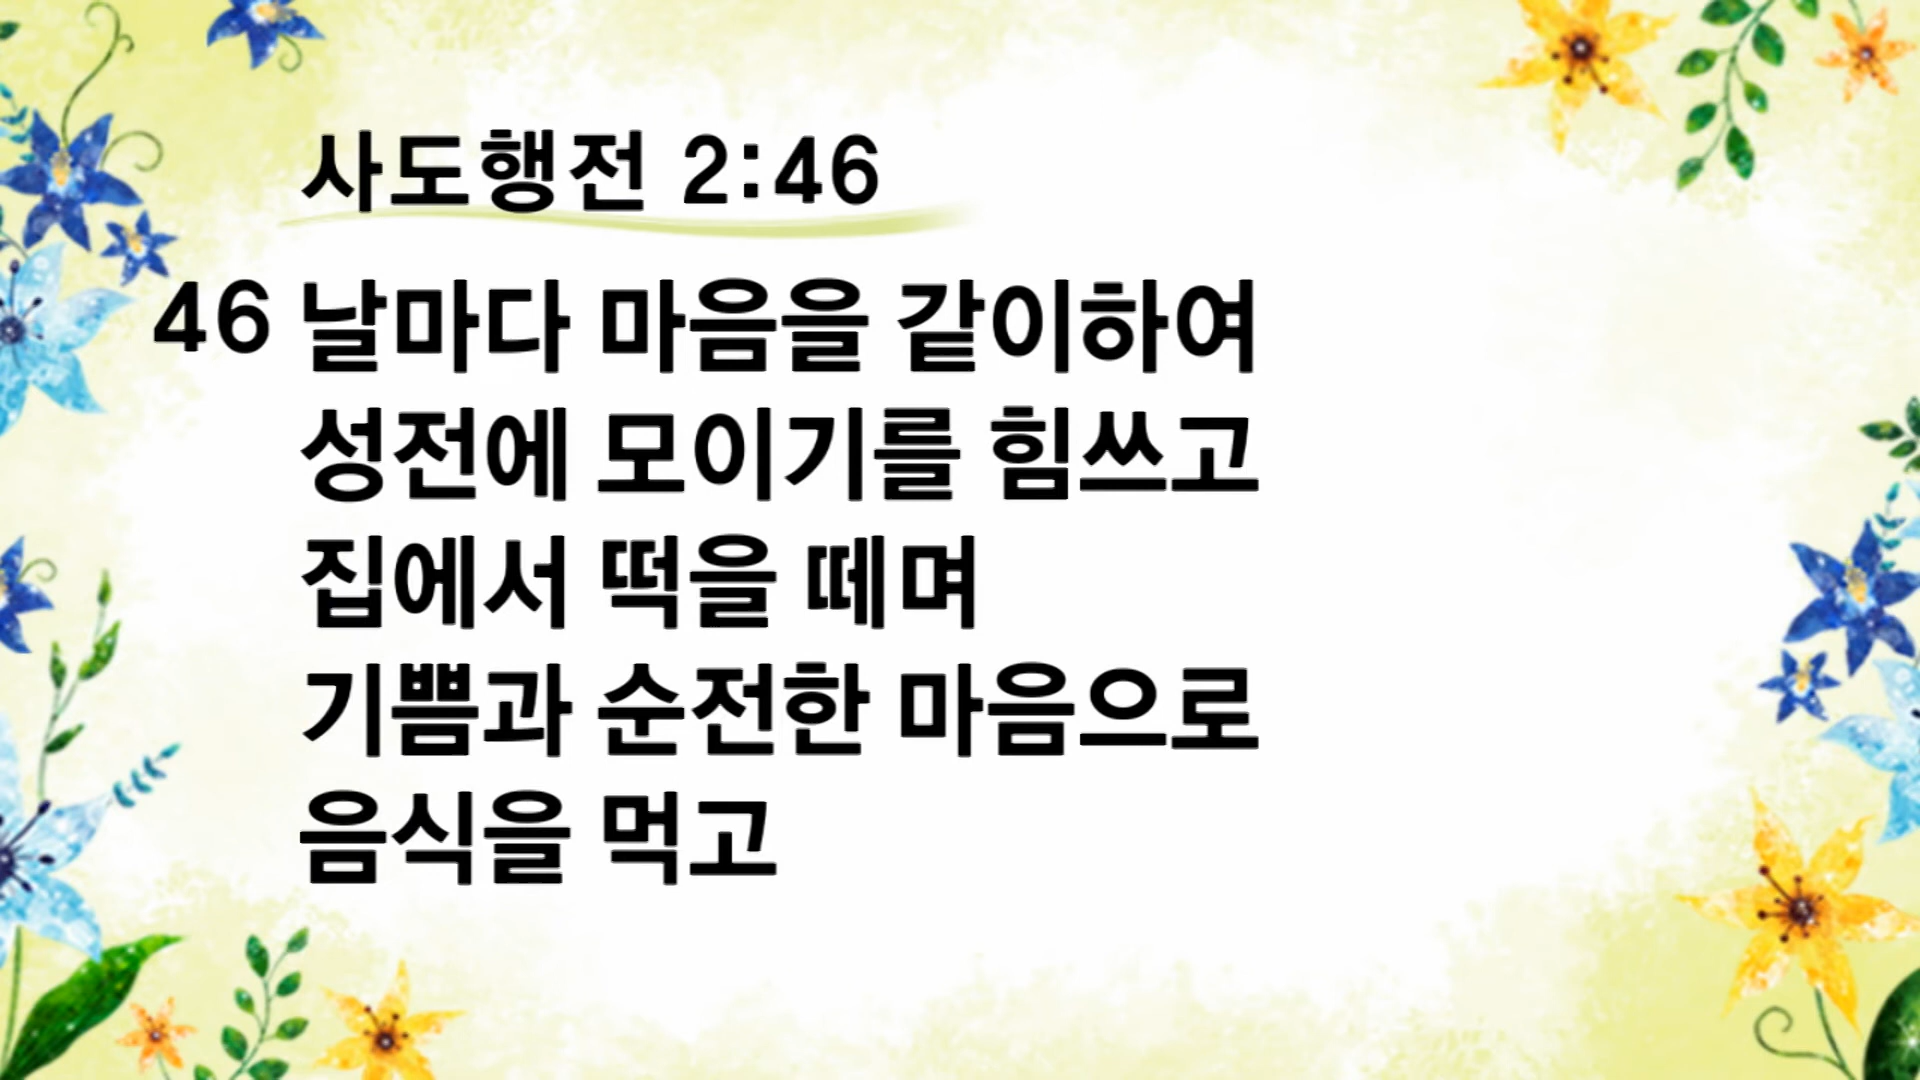 사도행전 2:46
46 날마다 마음을 같이하여
성전에 모이기를 힘쓰고
집에서 떡을 떼며
기쁨과 순전한 마음으로
음식을 먹고